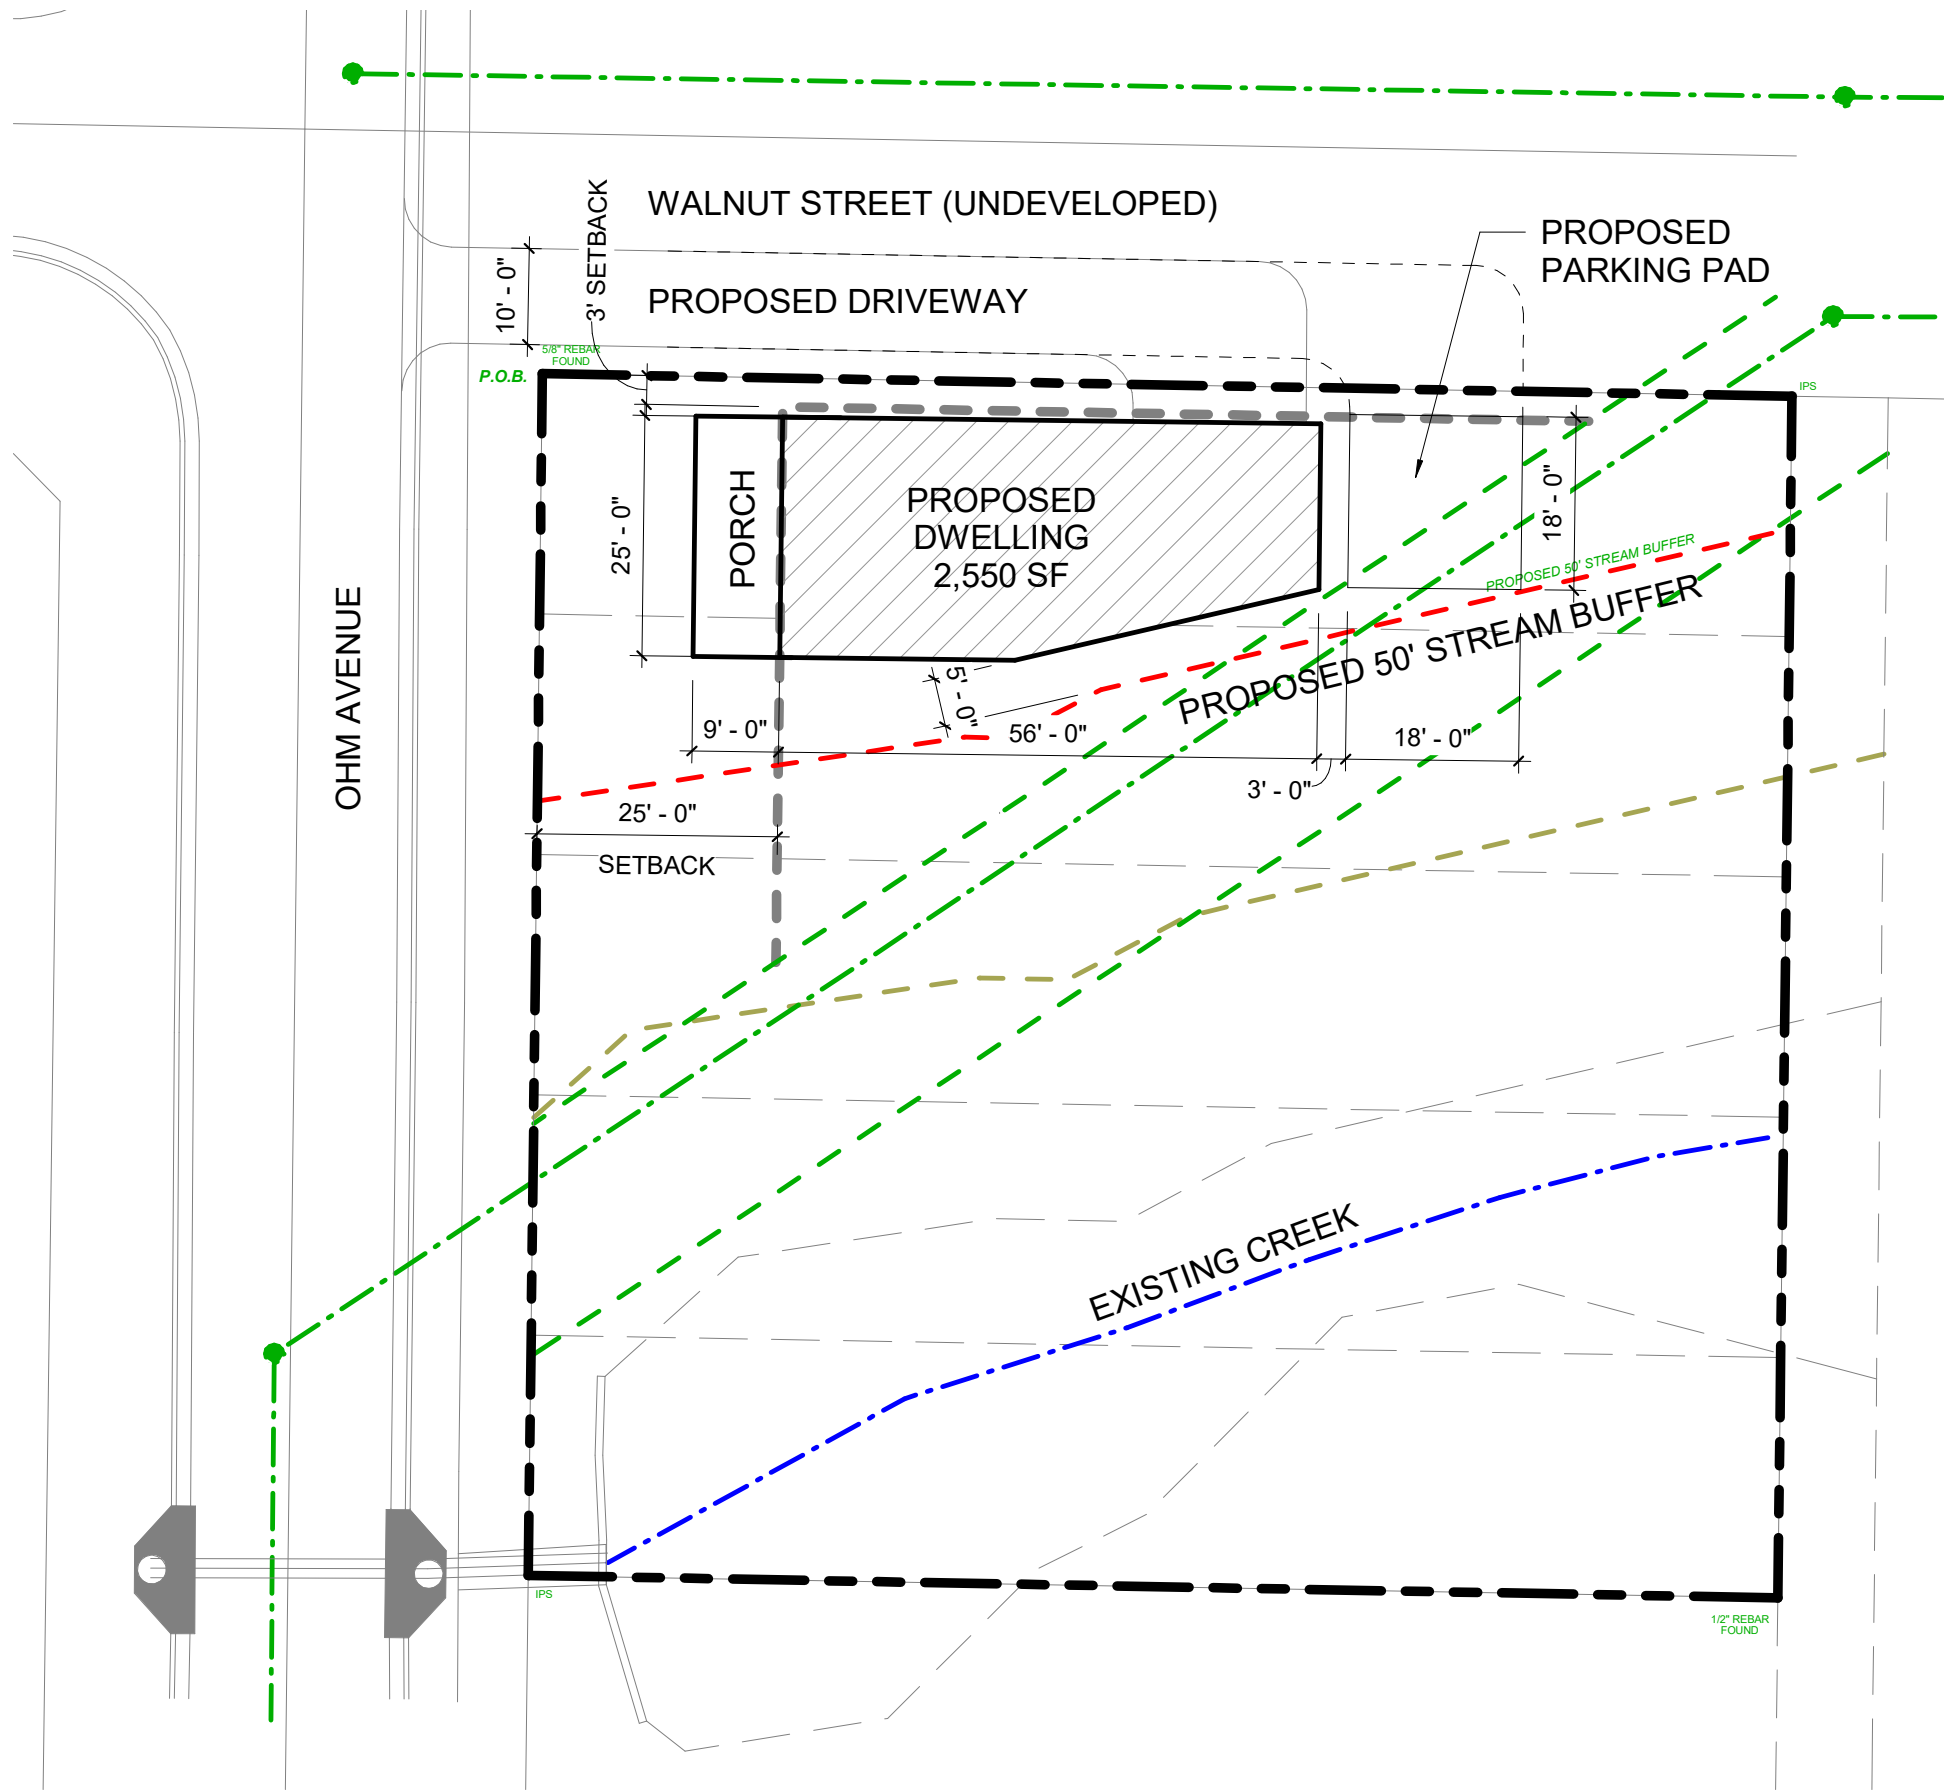 WALNUT STREET (UNDEVELOPED)
3' SETBACK
PROPOSED
PARKING PAD
10' - 0"
PROPOSED DRIVEWAY
5/8" REBAR
FOUND
P.O.B.
IPS
25' - 0"
PORCH
PROPOSED
DWELLING
2,550 SF
18' - 0"
PROPOSED 50' STREAM BUFFER
PROPOSED 50' STREAM BUFFER
OHM AVENUE
5' - 0"
9' - 0"
56' - 0"
18' - 0"
3' - 0"
25' - 0"
SETBACK
EXISTING CREEK
IPS
1/2" REBAR
FOUND